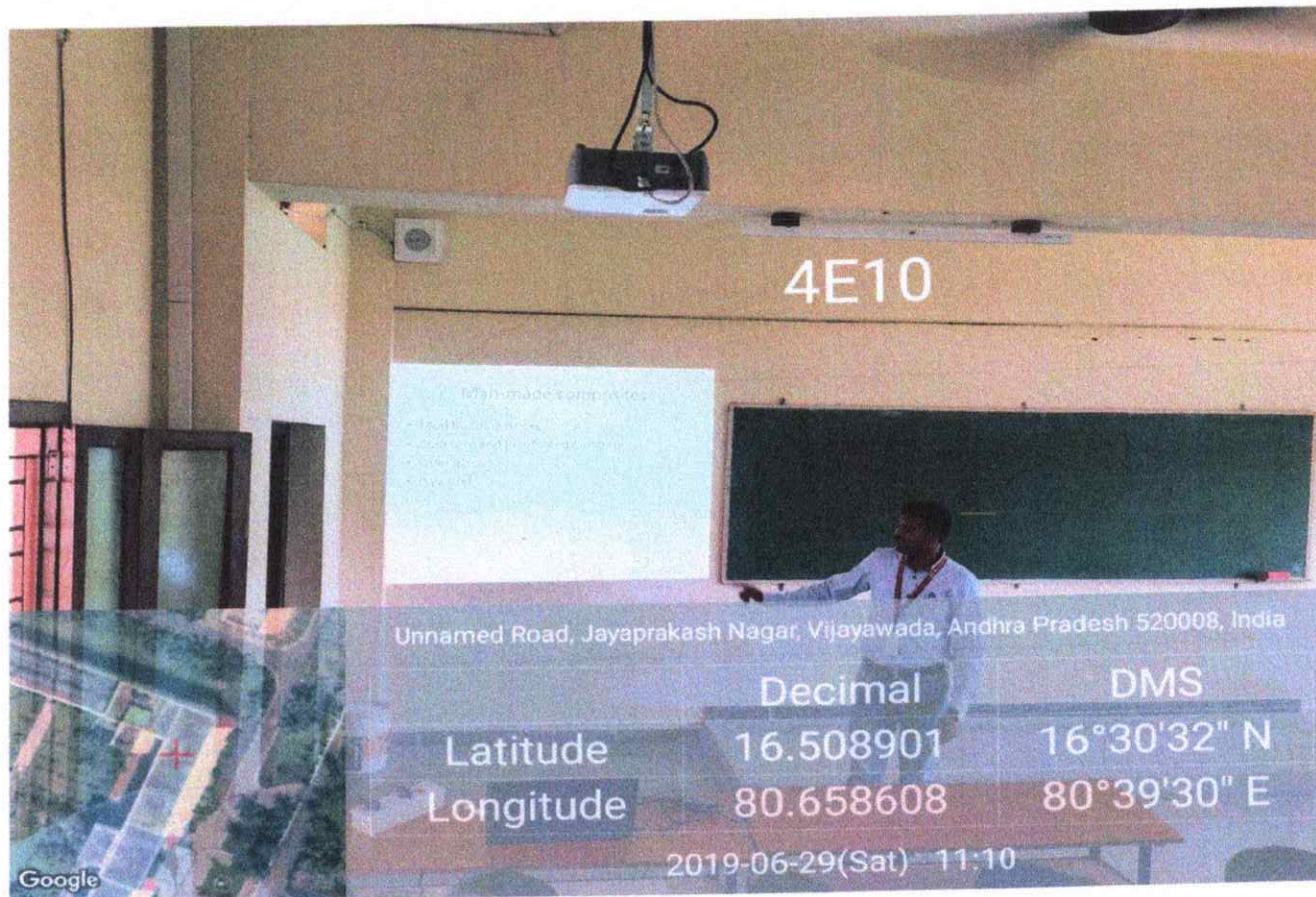 4E10
Man-made composites
Unnamed Road, Jayaprakash Nagar, Vijayawada, Andhra Pradesh 520008, India
Decimal DMS
Latitude 16.508901 16°30'32" N
Longitude 80.658608 80°39'30" E
2019-06-29(Sat) 11:10
Google